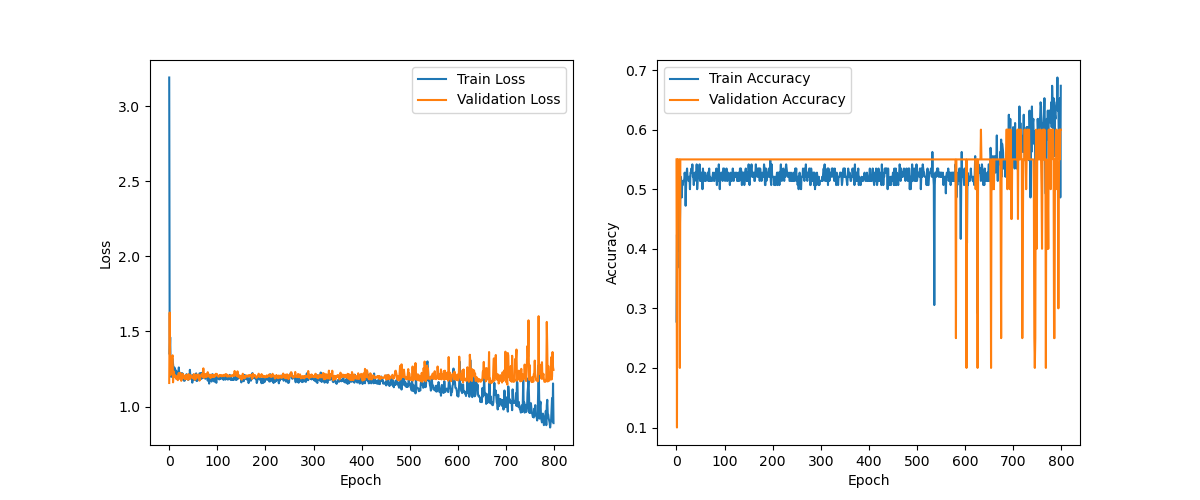 Train Loss
Validation Loss
3.0
2.5
2.0
1.5
1.0
Loss
0 100 200 300 400 500 600 700 800
Epoch
Train Accuracy
Validation Accuracy
0.7
0.6
0.5
0.4
0.3
0.2
0.1
Accuracy
0 100 200 300 400 500 600 700 800
Epoch